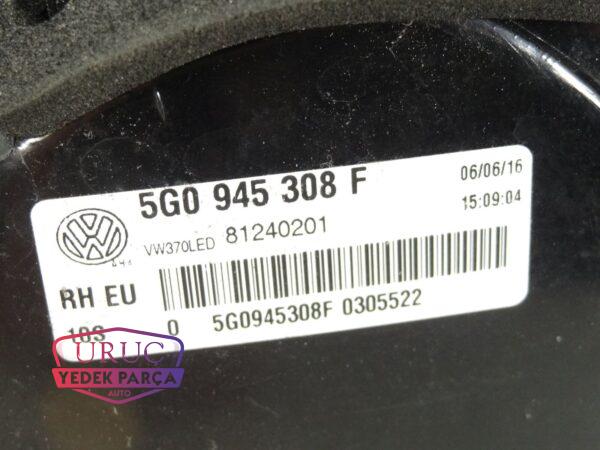 5G0 945 308 F
06/06/16
15:09:04
VW370LED 81240201
RH EU
18S 0 5G0945308F 0305522
URUÇ
YEDEK PARÇA
AUTO